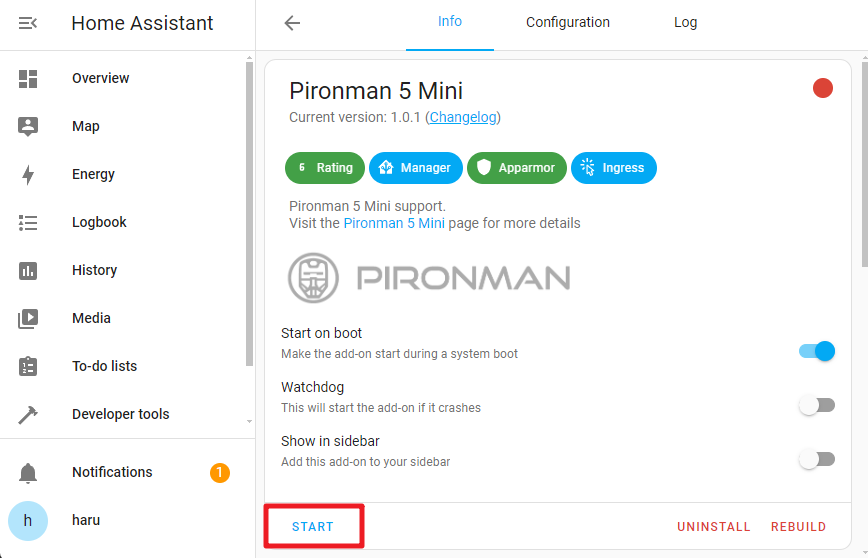 Home Assistant
Info
Configuration
Log
Overview
Map
Energy
Logbook
History
Media
To-do lists
Developer tools
Notifications
1
h
haru
Pironman 5 Mini
Current version: 1.0.1 (Changelog)
6 Rating
Manager
Apparmor
Ingress
Pironman 5 Mini support.
Visit the Pironman 5 Mini page for more details
PIRONMAN
Start on boot
Make the add-on start during a system boot
Watchdog
This will start the add-on if it crashes
Show in sidebar
Add this add-on to your sidebar
START
UNINSTALL
REBUILD